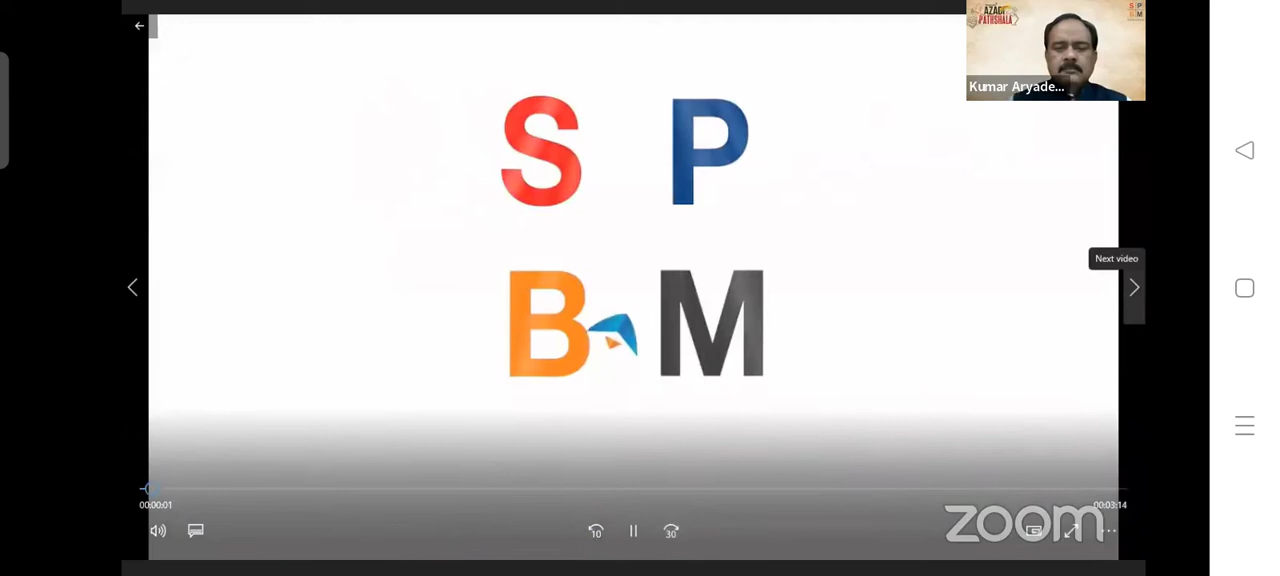 AZADI
PATHSHALA
S P
B M
Kumar Aryade...
S P
B M
Next video
00:00:01
00:03:14
10
30
zoom